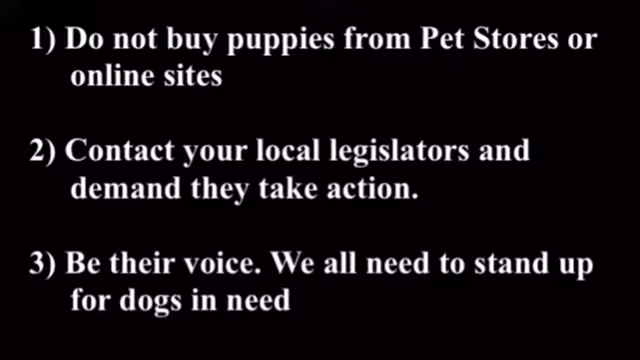 1) Do not buy puppies from Pet Stores or
online sites
2) Contact your local legislators and
demand they take action.
3) Be their voice. We all need to stand up
for dogs in need